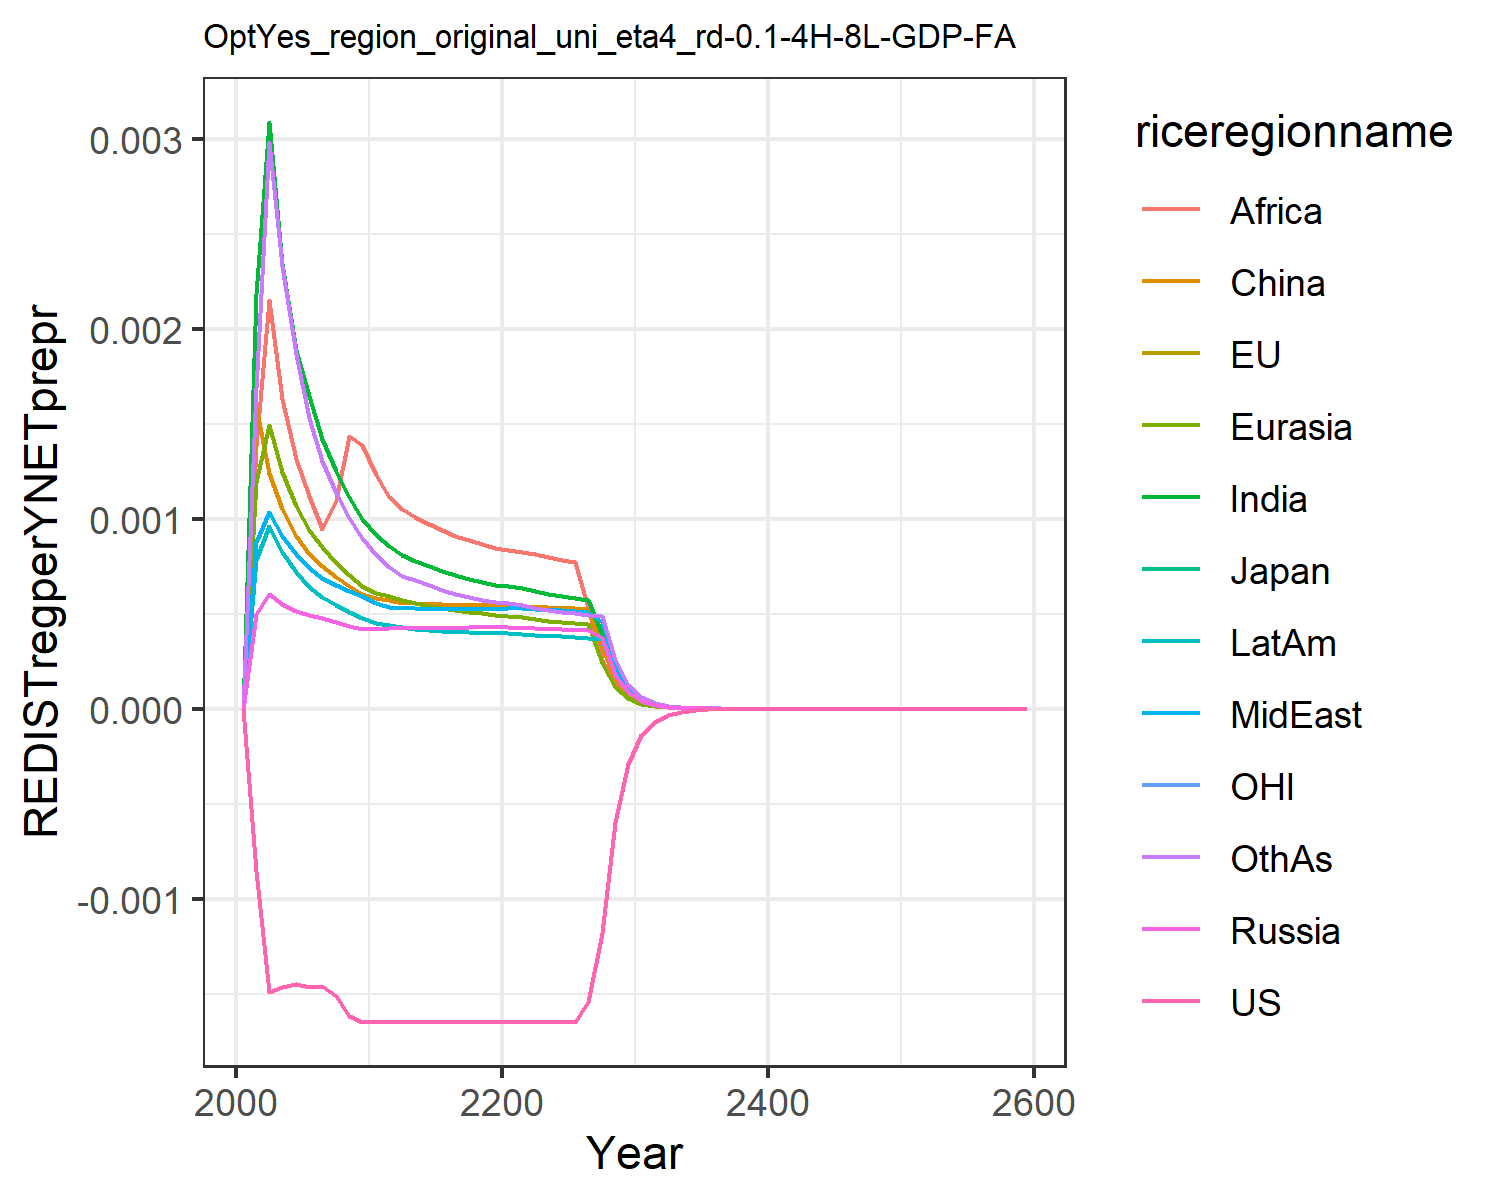 OptYes_region_original_uni_eta4_rd-0.1-4H-8L-GDP-FA
REDISTregperYNETprepr
0.003
0.002
0.001
0.000
-0.001
2000
2200
2400
2600
Year
riceregionname
Africa
China
EU
Eurasia
India
Japan
LatAm
MidEast
OHI
OthAs
Russia
US